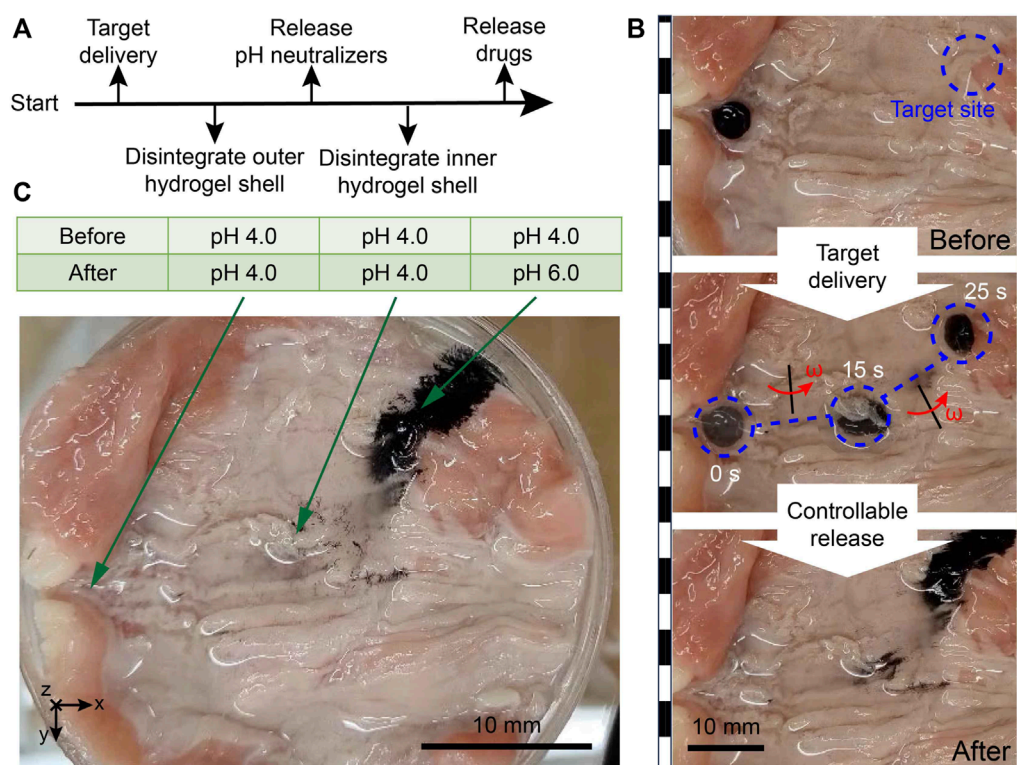 A
Target
delivery
Release
pH neutralizers
Release
drugs
Start
Disintegrate outer
hydrogel shell
Disintegrate inner
hydrogel shell
C
Before pH 4.0 pH 4.0 pH 4.0
After pH 4.0 pH 4.0 pH 6.0
z
x
y
10 mm
B
Target site
Before
Target
delivery
25 s
15 s
ω
ω
0 s
Controllable
release
10 mm
After